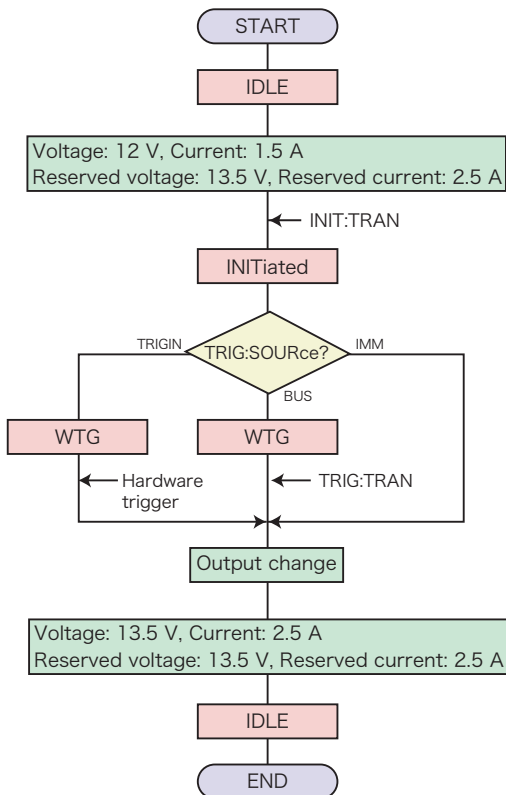 START
IDLE
Voltage: 12 V, Current: 1.5 A
Reserved voltage: 13.5 V, Reserved current: 2.5 A
INIT:TRAN
INITiated
TRIGIN
TRIG:SOURce?
IMM
BUS
WTG
WTG
Hardware
trigger
TRIG:TRAN
Output change
Voltage: 13.5 V, Current: 2.5 A
Reserved voltage: 13.5 V, Reserved current: 2.5 A
IDLE
END